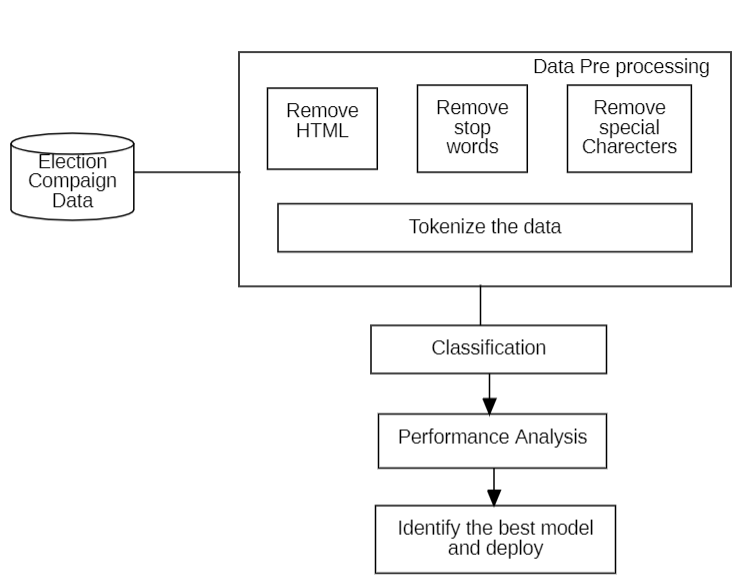 Data Pre processing
Remove
HTML
Remove
stop
words
Remove
special
Charecters
Election
Compaign
Data
Tokenize the data
Classification
Performance Analysis
Identify the best model
and deploy